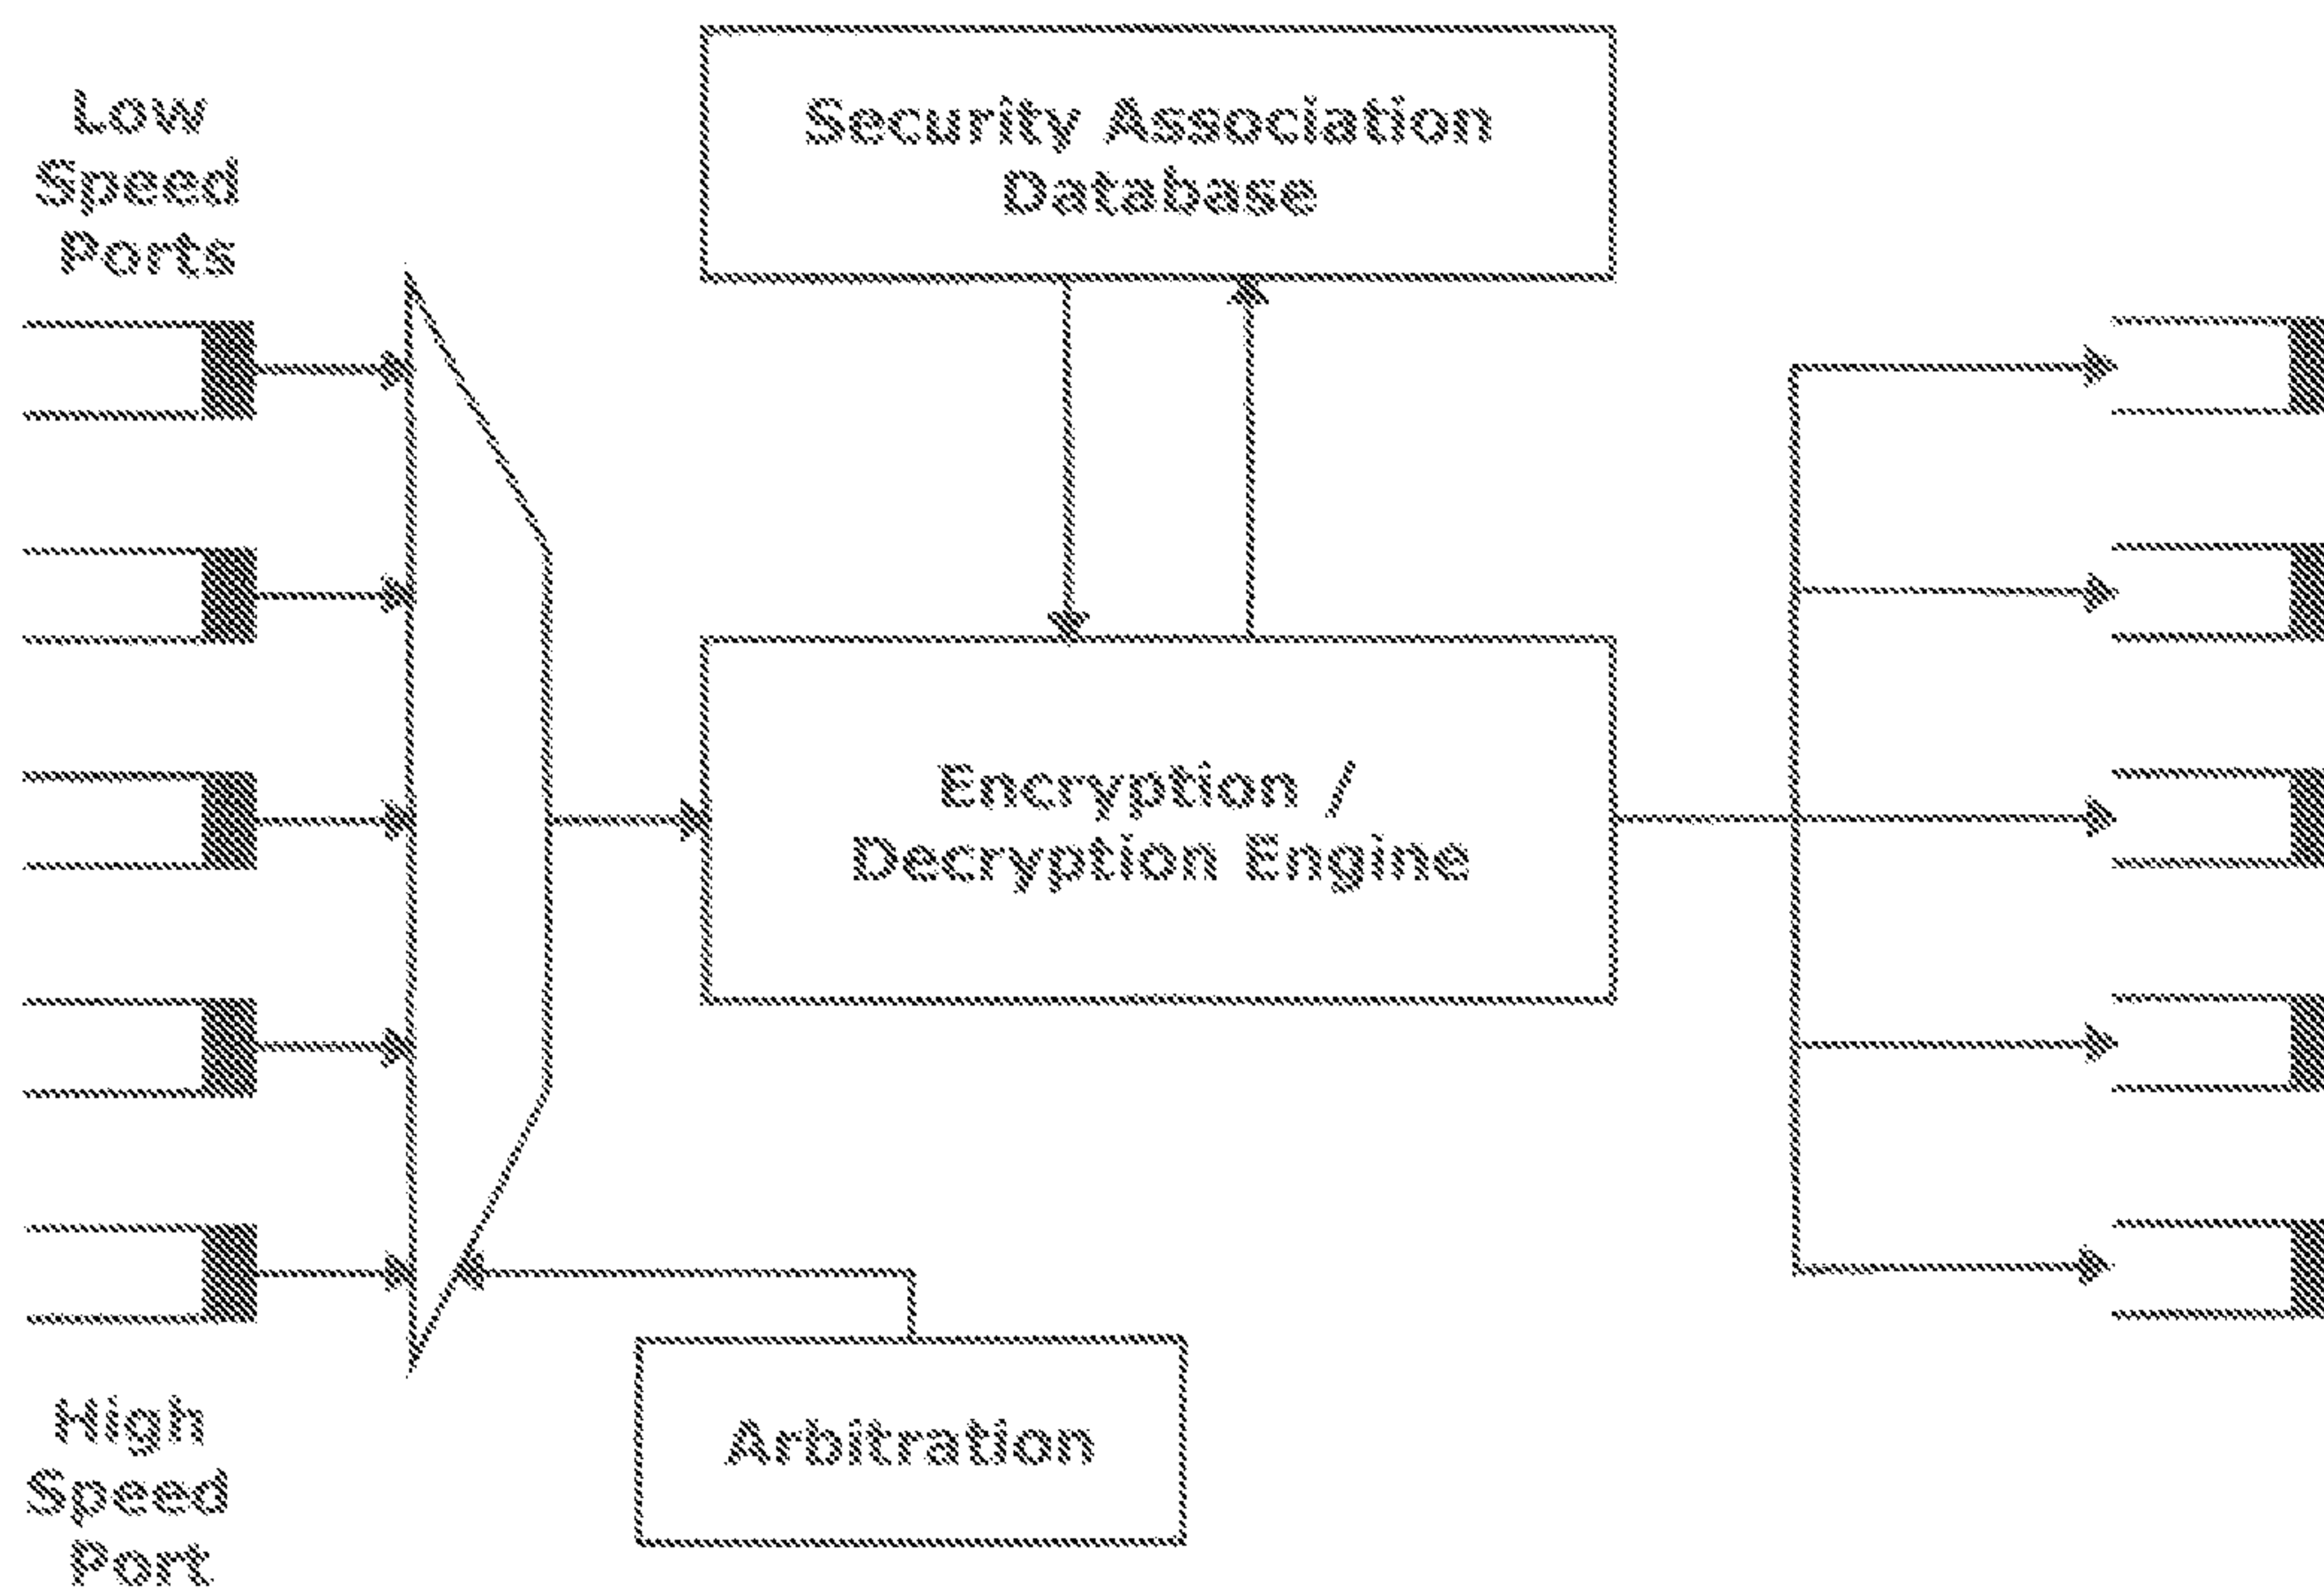 Low
Speed
Ports
Security Association
Database
Encryption /
Decryption Engine
Arbitration
High
Speed
Port